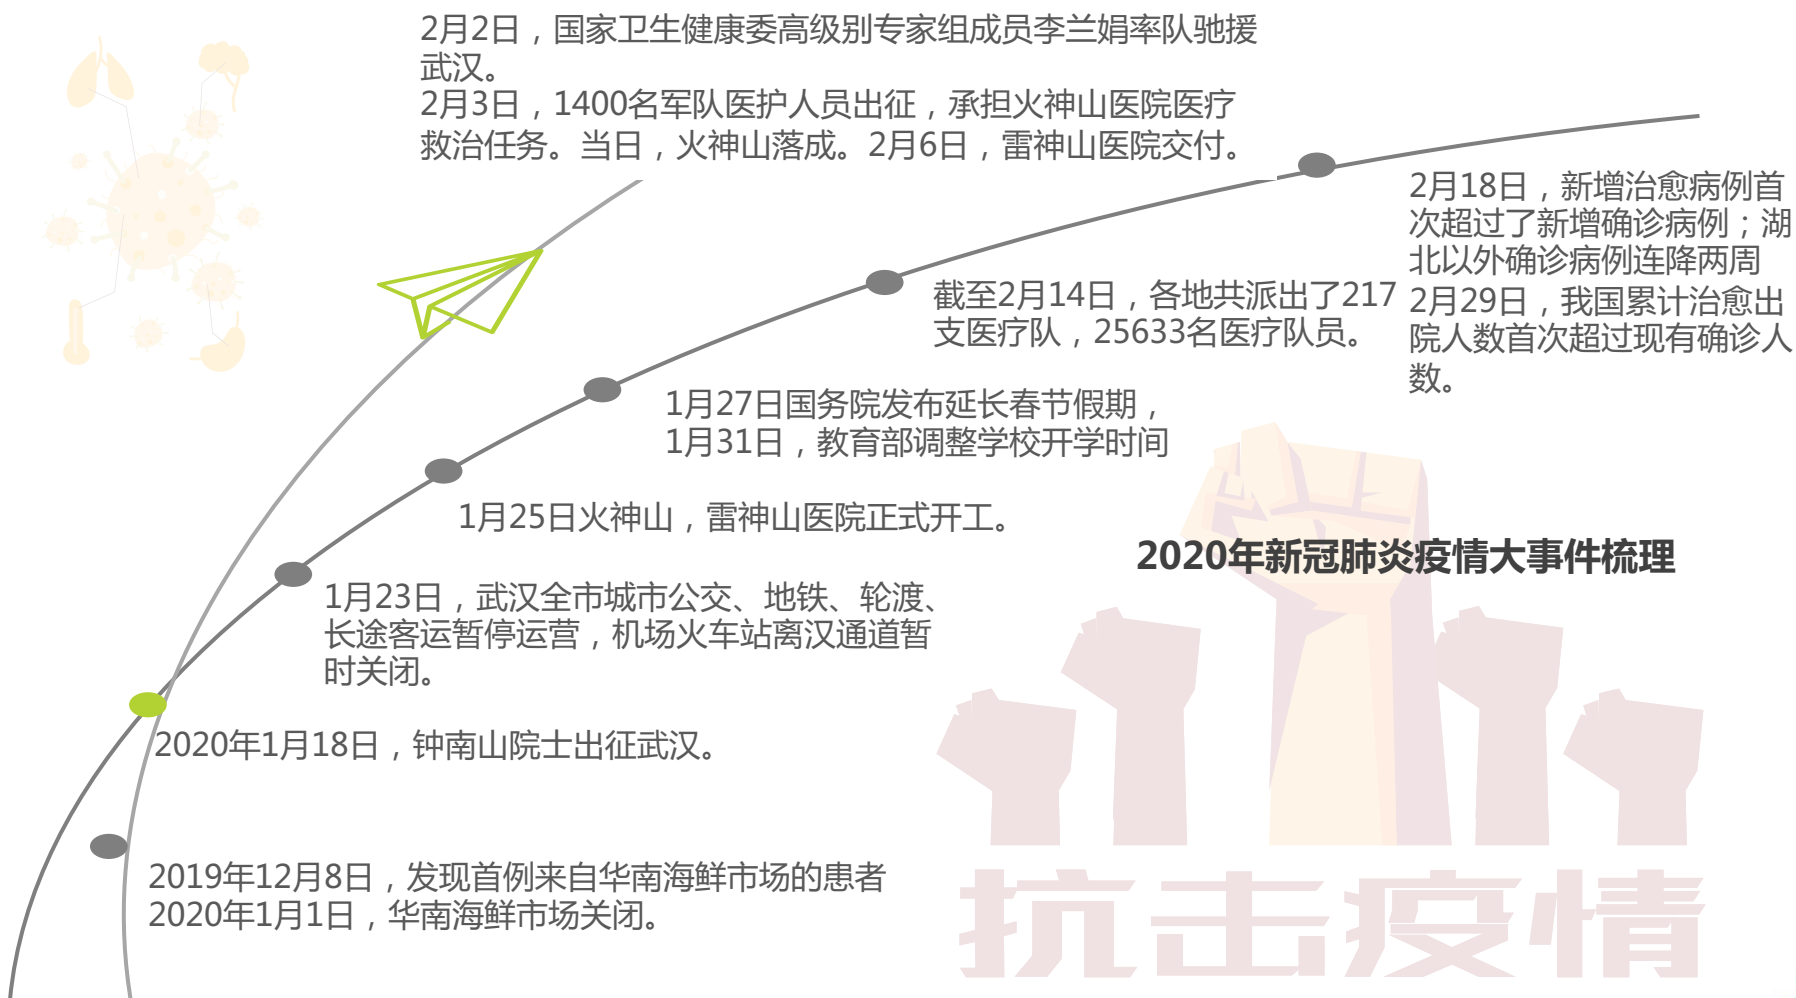 2月2日，国家卫生健康委高级别专家组成员李兰娟率队驰援
武汉。
2月3日，1400名军队医护人员出征，承担火神山医院医疗
救治任务。当日，火神山落成。2月6日，雷神山医院交付。
2月18日，新增治愈病例首
次超过了新增确诊病例；湖
北以外确诊病例连降两周
2月29日，我国累计治愈出
院人数首次超过现有确诊人
数。
截至2月14日，各地共派出了217
支医疗队，25633名医疗队员。
1月27日国务院发布延长春节假期，
1月31日，教育部调整学校开学时间
1月25日火神山，雷神山医院正式开工。
2020年新冠肺炎疫情大事件梳理
1月23日，武汉全市城市公交、地铁、轮渡、
长途客运暂停运营，机场火车站离汉通道暂
时关闭。
2020年1月18日，钟南山院士出征武汉。
2019年12月8日，发现首例来自华南海鲜市场的患者
2020年1月1日，华南海鲜市场关闭。
抗击疫情